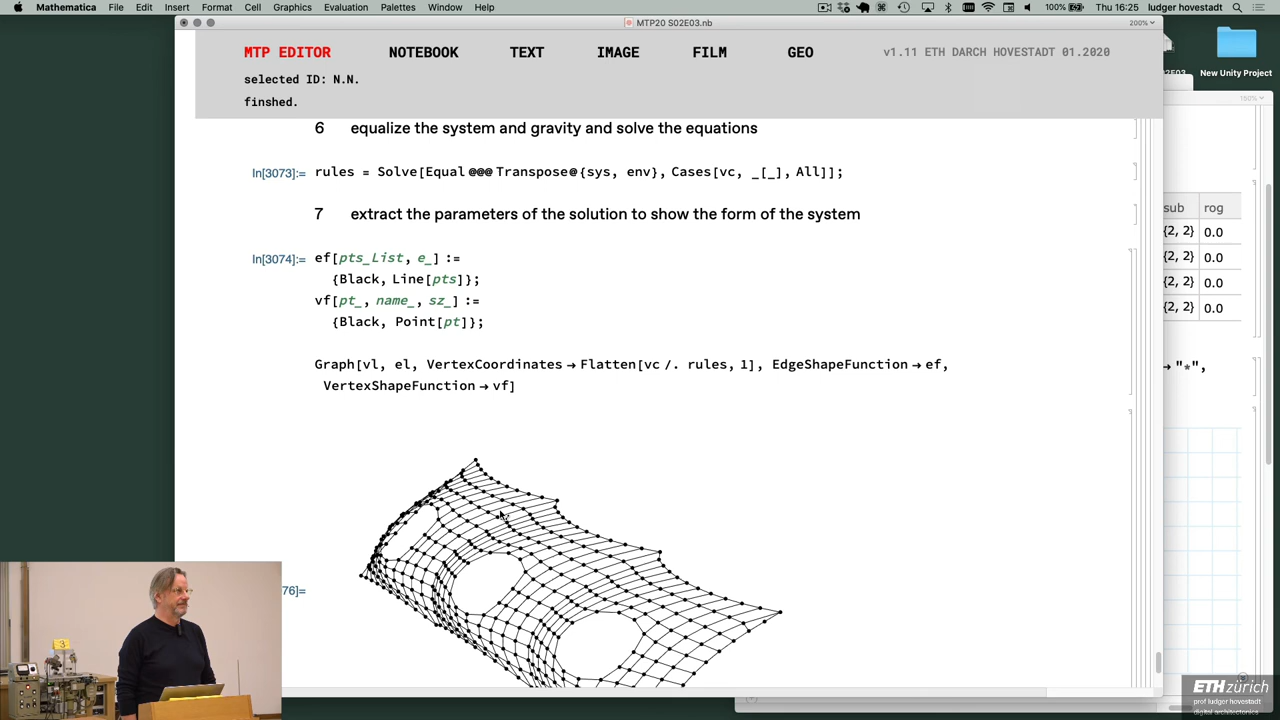 Mathematica File Edit Insert Format Cell Graphics Evaluation Palettes Window Help
100% Thu 16:25 ludger hovestadt
MTP20 S02E03.nb
200%
MTP EDITOR NOTEBOOK TEXT IMAGE FILM GEO v1.11 ETH DARCH HOVESTADT 01.2020
selected ID: N.N.
finshed.
New Unity Project
150%
6 equalize the system and gravity and solve the equations
In[3073]:= rules = Solve[Equal @@@ Transpose@{sys, env}, Cases[vc, _[_], All]];
7 extract the parameters of the solution to show the form of the system
In[3074]:= ef[pts_List, e_] :=
{Black, Line[pts]};
vf[pt_, name_, sz_] :=
{Black, Point[pt]};
Graph[vl, el, VertexCoordinates → Flatten[vc /. rules, 1], EdgeShapeFunction → ef,
VertexShapeFunction → vf]
76]=
sub rog
{2, 2} 0.0
{2, 2} 0.0
{2, 2} 0.0
{2, 2} 0.0
→ "*",
3
ETH zürich
prof ludger hovestadt
digital architectonics